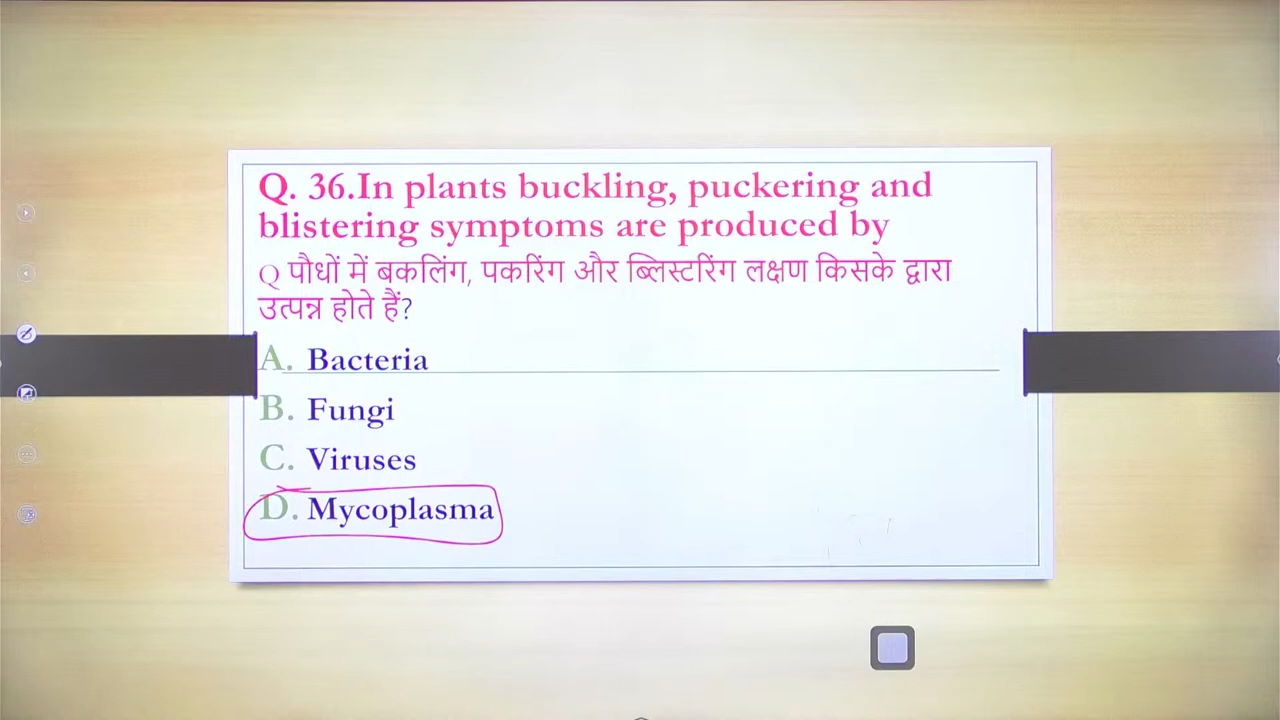 Q. 36.In plants buckling, puckering and
blistering symptoms are produced by
Q पौधों में बकलिंग, पकरिंग और ब्लिस्टरिंग लक्षण किसके द्वारा
उत्पन्न होते हैं?
A. Bacteria
B. Fungi
C. Viruses
D. Mycoplasma